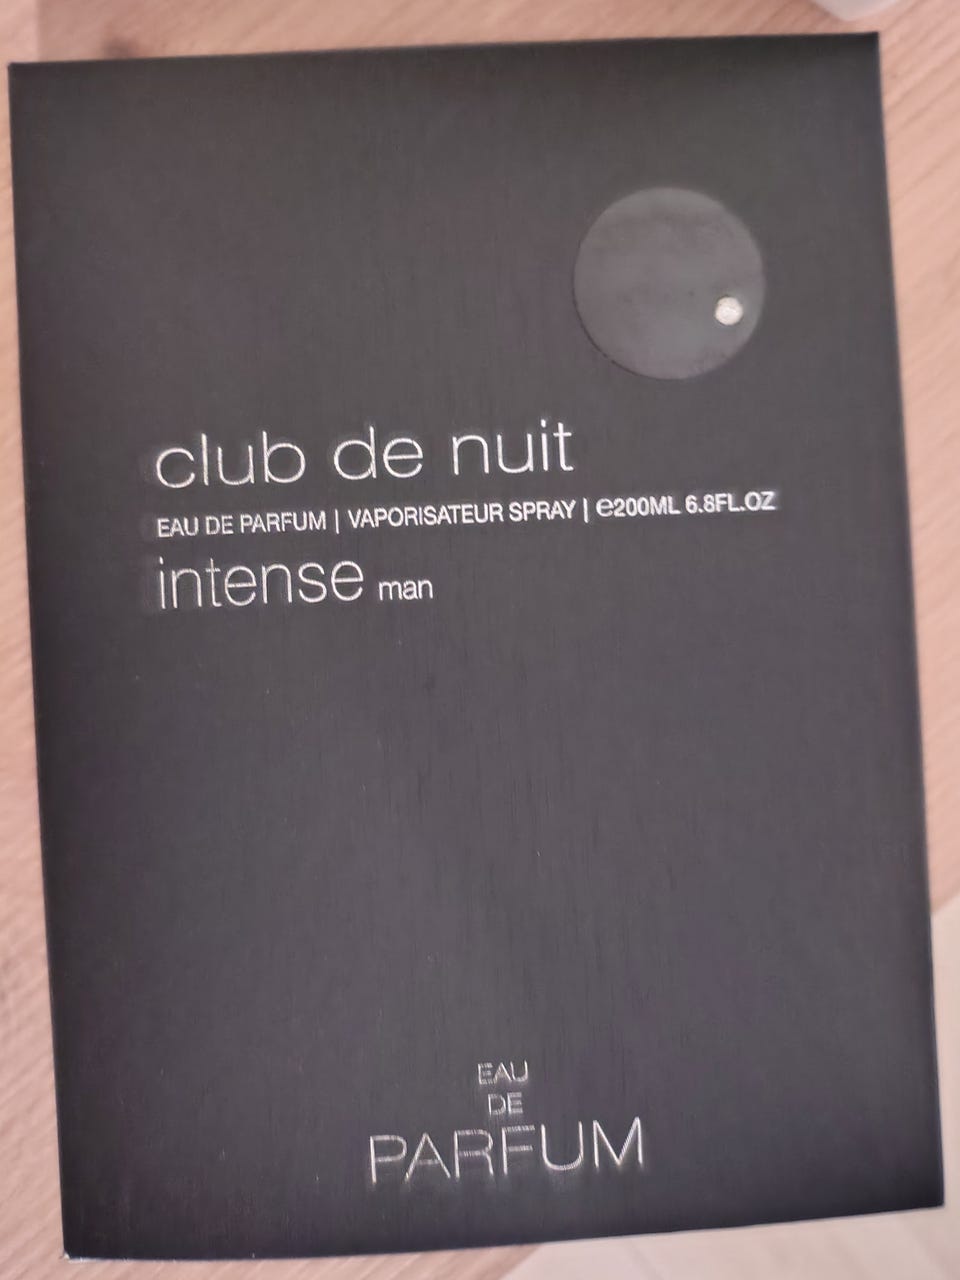 club de nuit
EAU DE PARFUM | VAPORISATEUR SPRAY | ℮200ML 6.8FL.OZ
intense man
EAU
DE
PARFUM